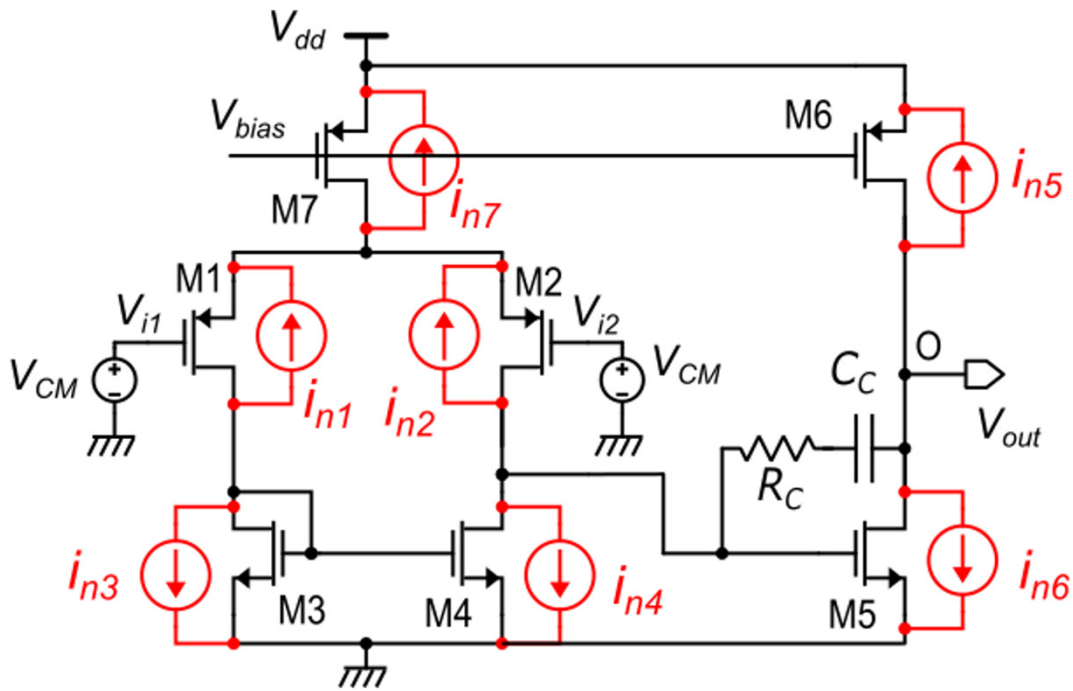 Vdd
Vbias
M6
in5
M7
in7
M1
M2
Vi1
Vi2
VCM
VCM
in1
in2
O
CC
Vout
RC
in3
M3
M4
in4
M5
in6
+
−
+
−